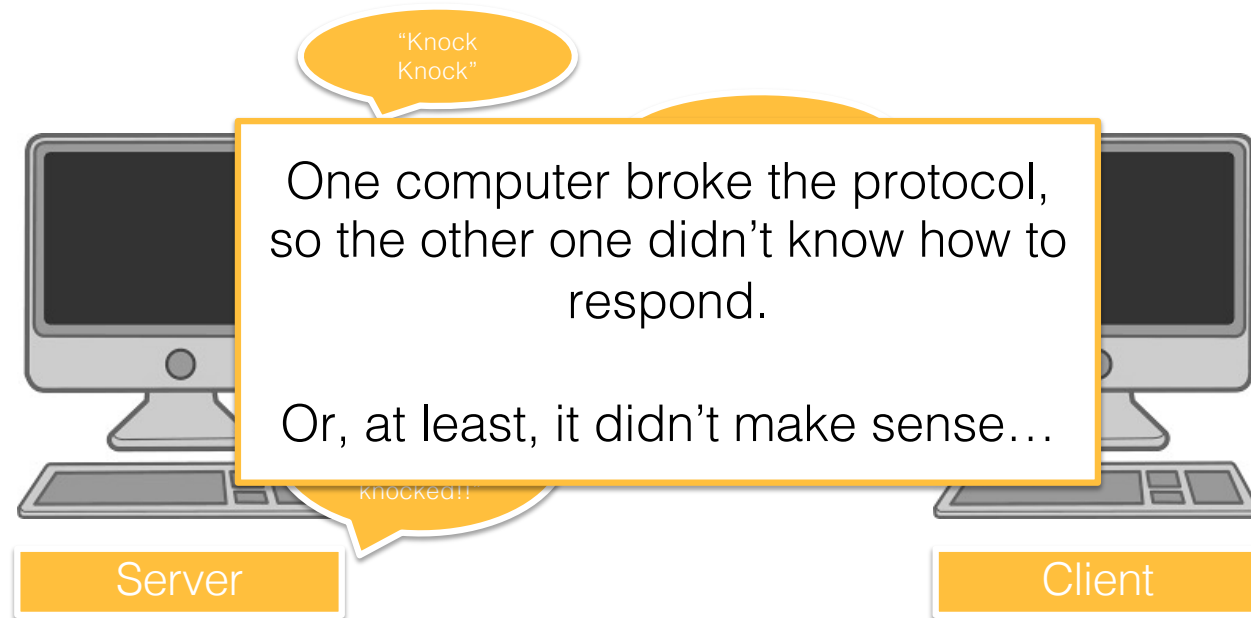 “Knock
Knock”
One computer broke the protocol,
so the other one didn’t know how to
respond.
Or, at least, it didn’t make sense…
knocked!!”
Server
Client